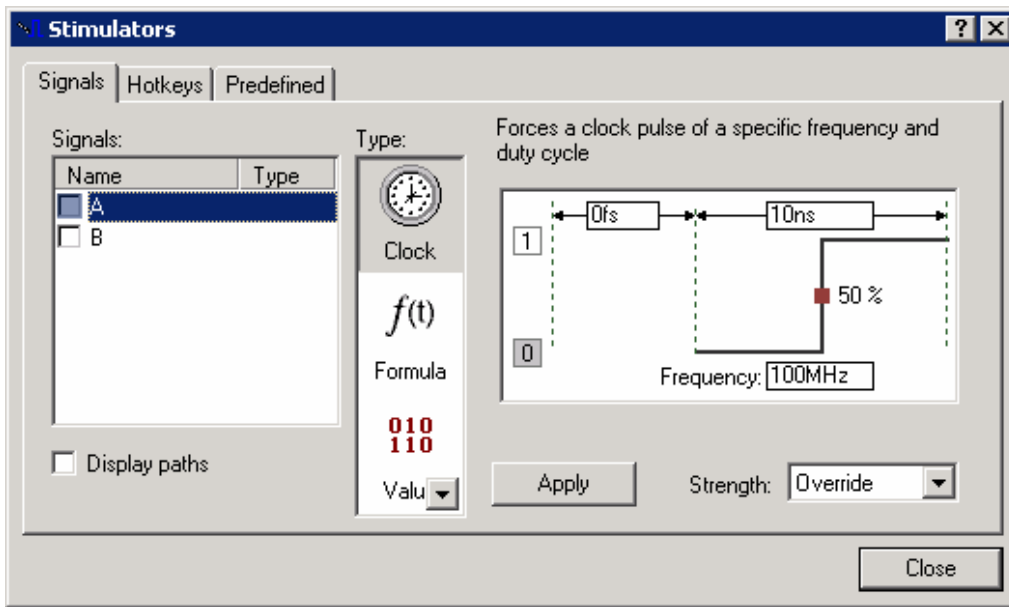 Stimulators
Signals Hotkeys Predefined
Signals:
Name Type
A
B
Display paths
Type:
Clock
f(t)
Formula
010
110
Valu
Forces a clock pulse of a specific frequency and
duty cycle
0fs 10ns
1
50 %
0
Frequency: 100MHz
Apply Strength: Override
Close